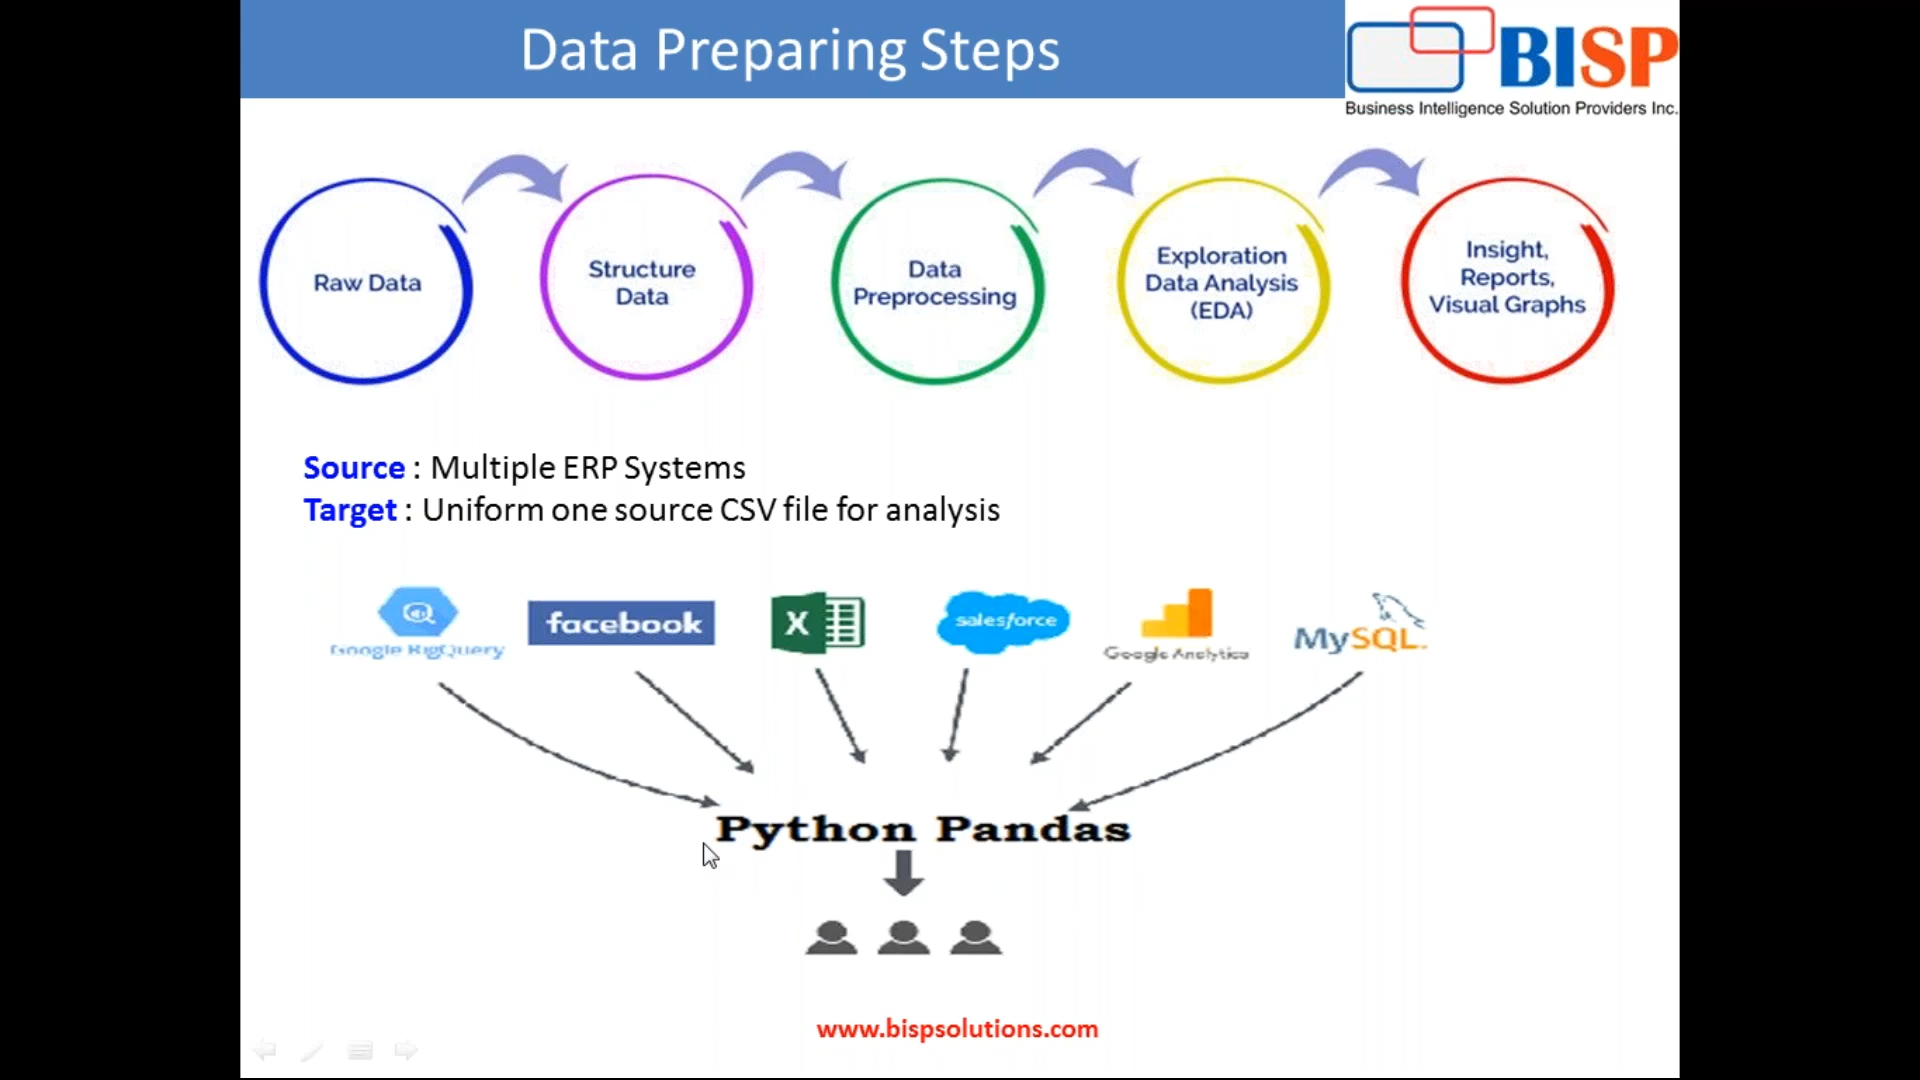 Data Preparing Steps
BISP
Business Intelligence Solution Providers Inc.
Raw Data
Structure
Data
Data
Preprocessing
Exploration
Data Analysis
(EDA)
Insight,
Reports,
Visual Graphs
Source : Multiple ERP Systems
Target : Uniform one source CSV file for analysis
Google BigQuery
facebook
X
salesforce
Google Analytics
MySQL.
Python Pandas
www.bispsolutions.com